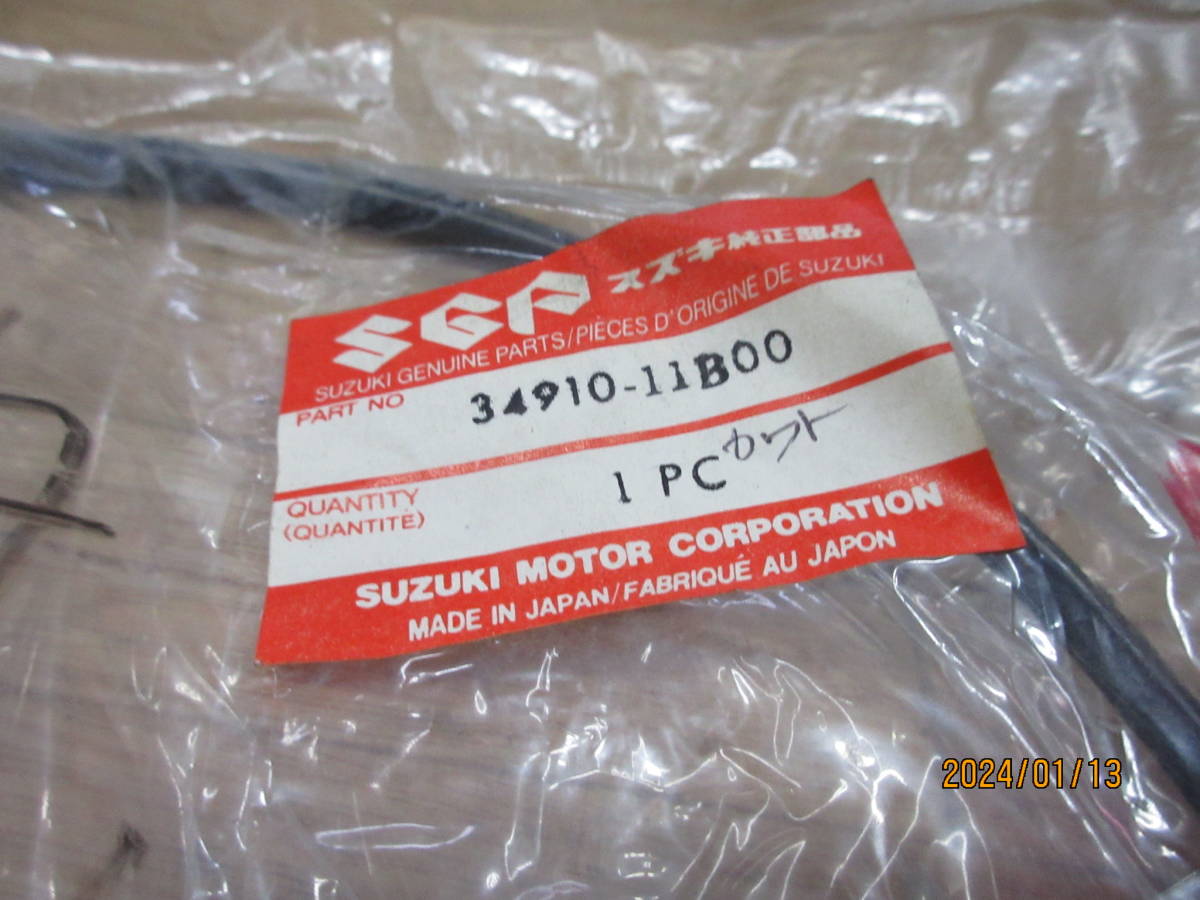 SGP スズキ純正部品
SUZUKI GENUINE PARTS/PIÈCES D'ORIGINE DE SUZUKI
PART NO 34910-11B00
QUANTITY
(QUANTITÉ)
1 PC カット
SUZUKI MOTOR CORPORATION
MADE IN JAPAN/FABRIQUÉ AU JAPON
2024/01/13